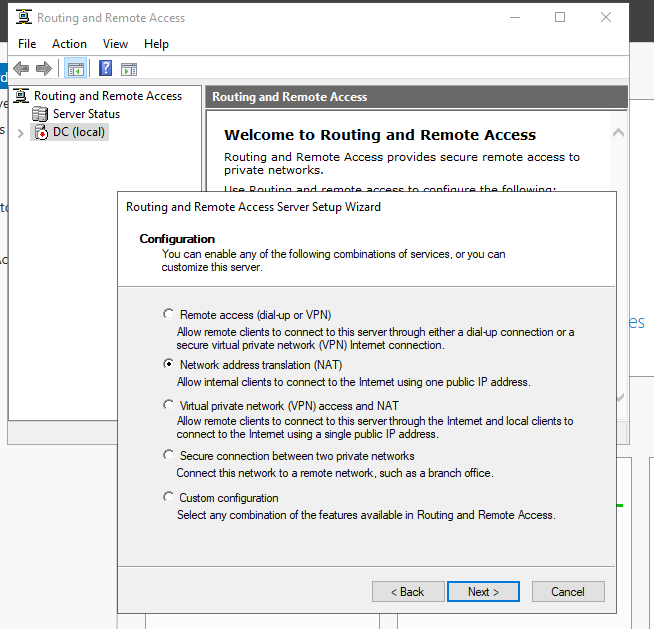 Routing and Remote Access
File Action View Help
Routing and Remote Access
Server Status
DC (local)
Routing and Remote Access
Welcome to Routing and Remote Access
Routing and Remote Access provides secure remote access to
private networks.
Use Routing and remote access to configure the following:
Routing and Remote Access Server Setup Wizard
Configuration
You can enable any of the following combinations of services, or you can
customize this server.
Remote access (dial-up or VPN)
Allow remote clients to connect to this server through either a dial-up connection or a
secure virtual private network (VPN) Internet connection.
Network address translation (NAT)
Allow internal clients to connect to the Internet using one public IP address.
Virtual private network (VPN) access and NAT
Allow remote clients to connect to this server through the Internet and local clients to
connect to the Internet using a single public IP address.
Secure connection between two private networks
Connect this network to a remote network, such as a branch office.
Custom configuration
Select any combination of the features available in Routing and Remote Access.
< Back Next > Cancel